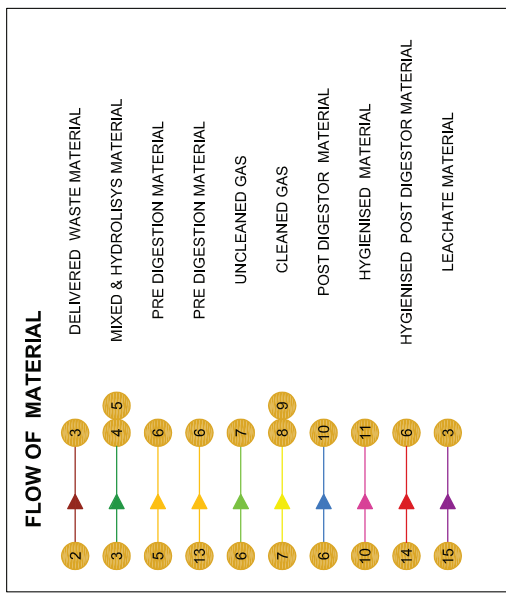 FLOW OF MATERIAL
2 3 DELIVERED WASTE MATERIAL
3 4 5 MIXED & HYDROLISYS MATERIAL
5 6 PRE DIGESTION MATERIAL
13 6 PRE DIGESTION MATERIAL
6 7 UNCLEANED GAS
7 8 9 CLEANED GAS
6 10 POST DIGESTOR MATERIAL
10 11 HYGIENISED MATERIAL
14 6 HYGIENISED POST DIGESTOR MATERIAL
15 3 LEACHATE MATERIAL